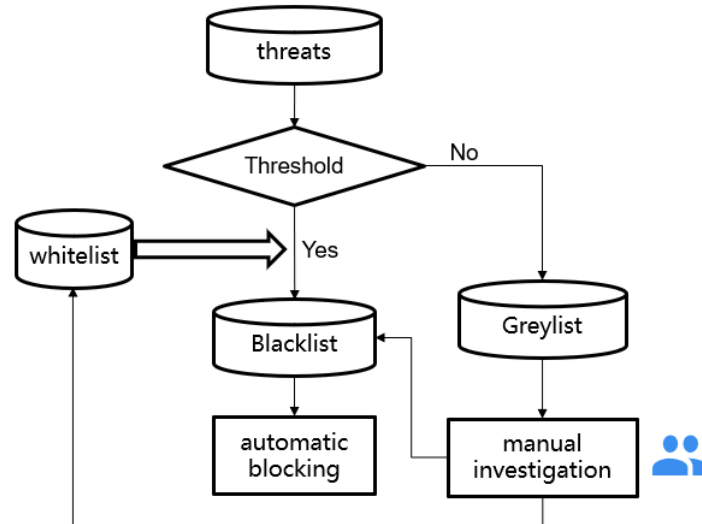 threats
Threshold
No
whitelist
Yes
Blacklist
Greylist
automatic
blocking
manual
investigation